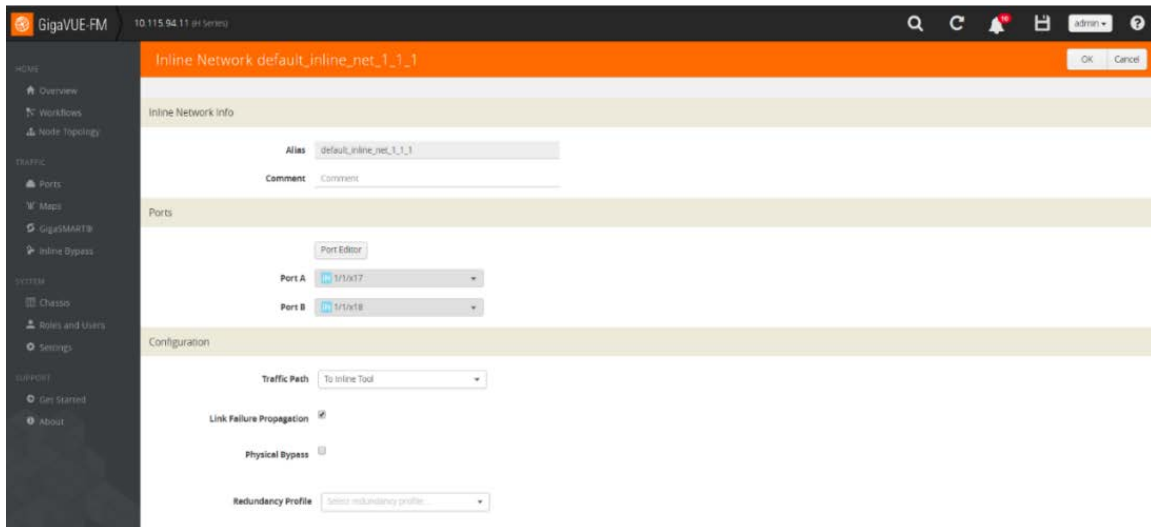 GigaVUE-FM 10.115.94.11 (H Series) 16 admin
Inline Network default_inline_net_1_1_1 OK Cancel
HOME
Overview
Workflows
Node Topology
TRAFFIC
Ports
Maps
GigaSMART®
Inline Bypass
SYSTEM
Chassis
Roles and Users
Settings
SUPPORT
Get Started
About
Inline Network Info
Alias default_inline_net_1_1_1
Comment Comment
Ports
Port Editor
Port A 1/1/x17
Port B 1/1/x18
Configuration
Traffic Path To Inline Tool
Link Failure Propagation
Physical Bypass
Redundancy Profile Select redundancy profile...